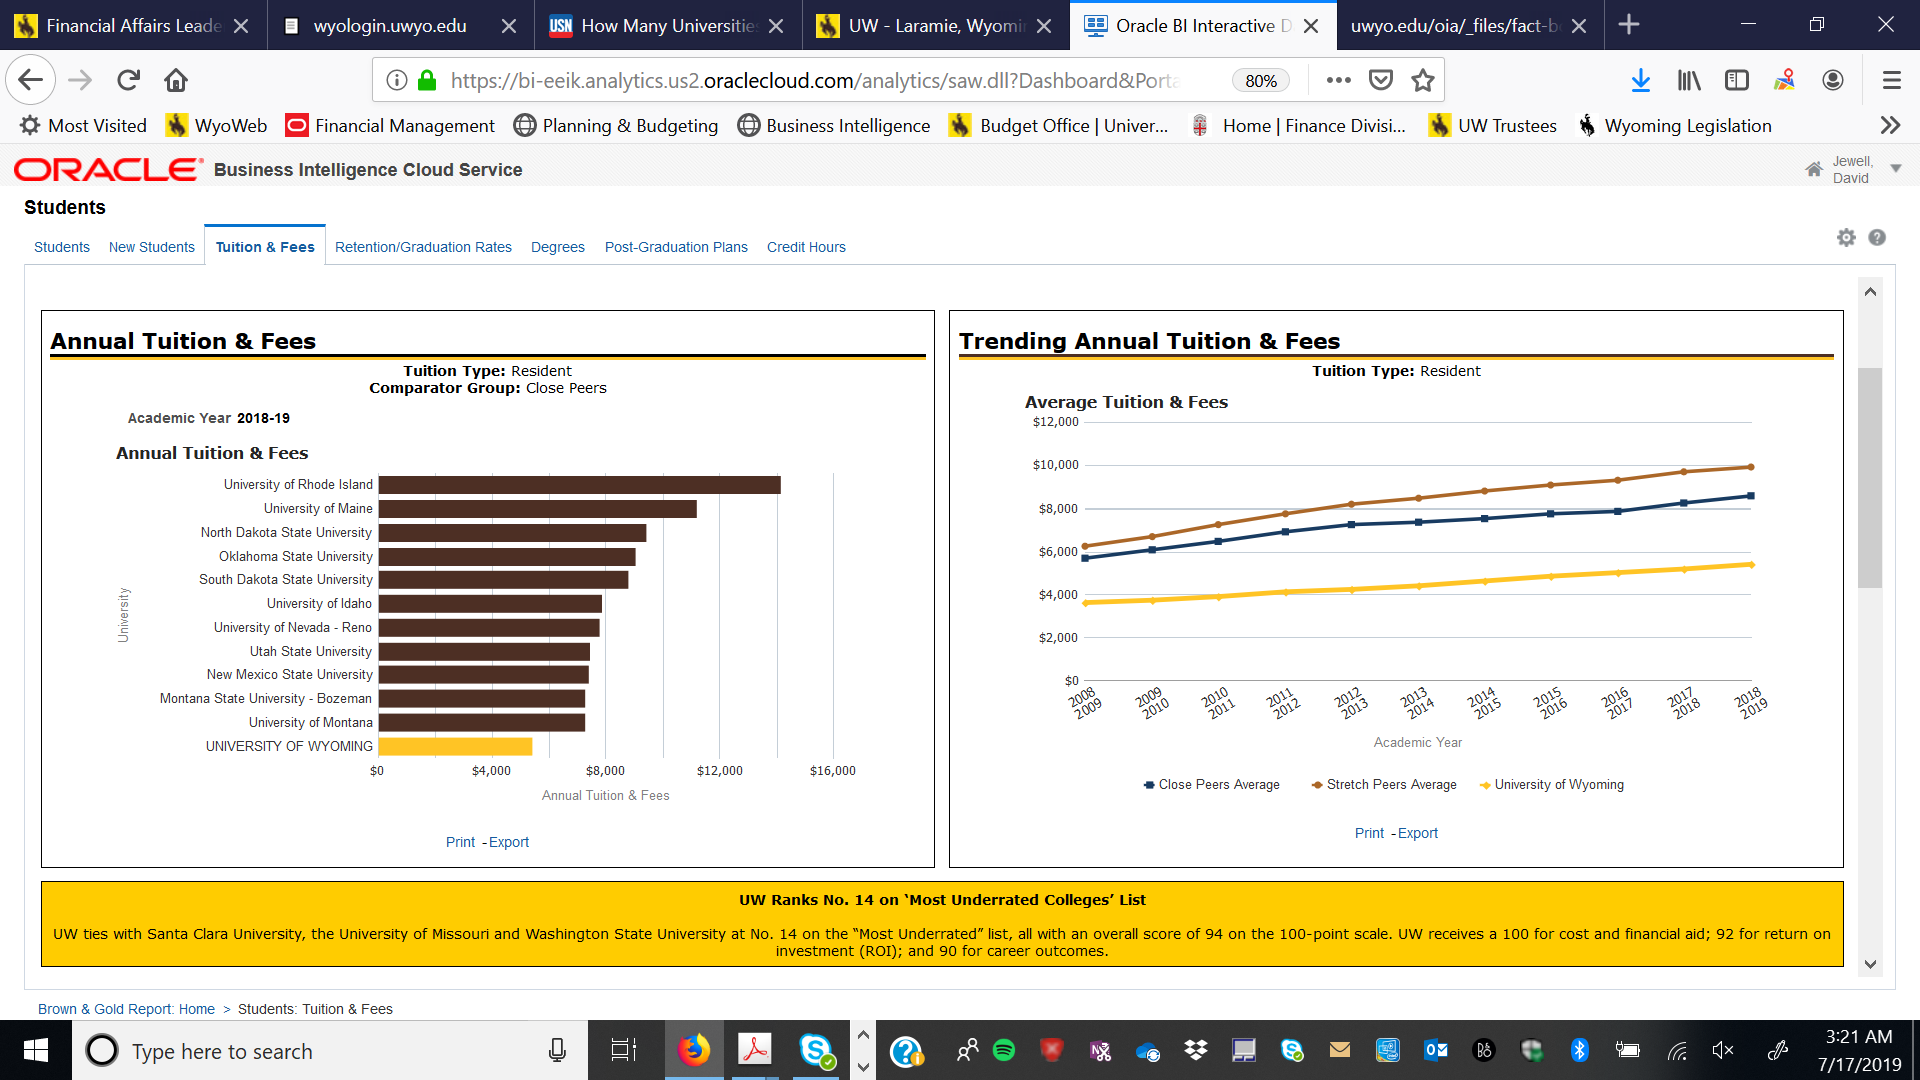 Financial Affairs Leade
wyologin.uwyo.edu
USN How Many Universitie
UW - Laramie, Wyomin
Oracle BI Interactive D
uwyo.edu/oia/_files/fact-b
https://bi-eeik.analytics.us2.oraclecloud.com/analytics/saw.dll?Dashboard&Porta
80%
Most Visited
WyoWeb
Financial Management
Planning & Budgeting
Business Intelligence
Budget Office | Univer...
Home | Finance Divisi...
UW Trustees
Wyoming Legislation
ORACLE Business Intelligence Cloud Service
Jewell,
David
Students
Students
New Students
Tuition & Fees
Retention/Graduation Rates
Degrees
Post-Graduation Plans
Credit Hours
Annual Tuition & Fees
Tuition Type: Resident
Comparator Group: Close Peers
Academic Year 2018-19
Annual Tuition & Fees
University
University of Rhode Island
University of Maine
North Dakota State University
Oklahoma State University
South Dakota State University
University of Idaho
University of Nevada - Reno
Utah State University
New Mexico State University
Montana State University - Bozeman
University of Montana
UNIVERSITY OF WYOMING
$0 $4,000 $8,000 $12,000 $16,000
Annual Tuition & Fees
Print -Export
Trending Annual Tuition & Fees
Tuition Type: Resident
Average Tuition & Fees
$12,000
$10,000
$8,000
$6,000
$4,000
$2,000
$0
2008 2009
2009 2010
2010 2011
2011 2012
2012 2013
2013 2014
2014 2015
2015 2016
2016 2017
2017 2018
2018 2019
Academic Year
Close Peers Average Stretch Peers Average University of Wyoming
Print -Export
UW Ranks No. 14 on ‘Most Underrated Colleges’ List
UW ties with Santa Clara University, the University of Missouri and Washington State University at No. 14 on the “Most Underrated” list, all with an overall score of 94 on the 100-point scale. UW receives a 100 for cost and financial aid; 92 for return on
investment (ROI); and 90 for career outcomes.
Brown & Gold Report: Home > Students: Tuition & Fees
Type here to search
3:21 AM
7/17/2019